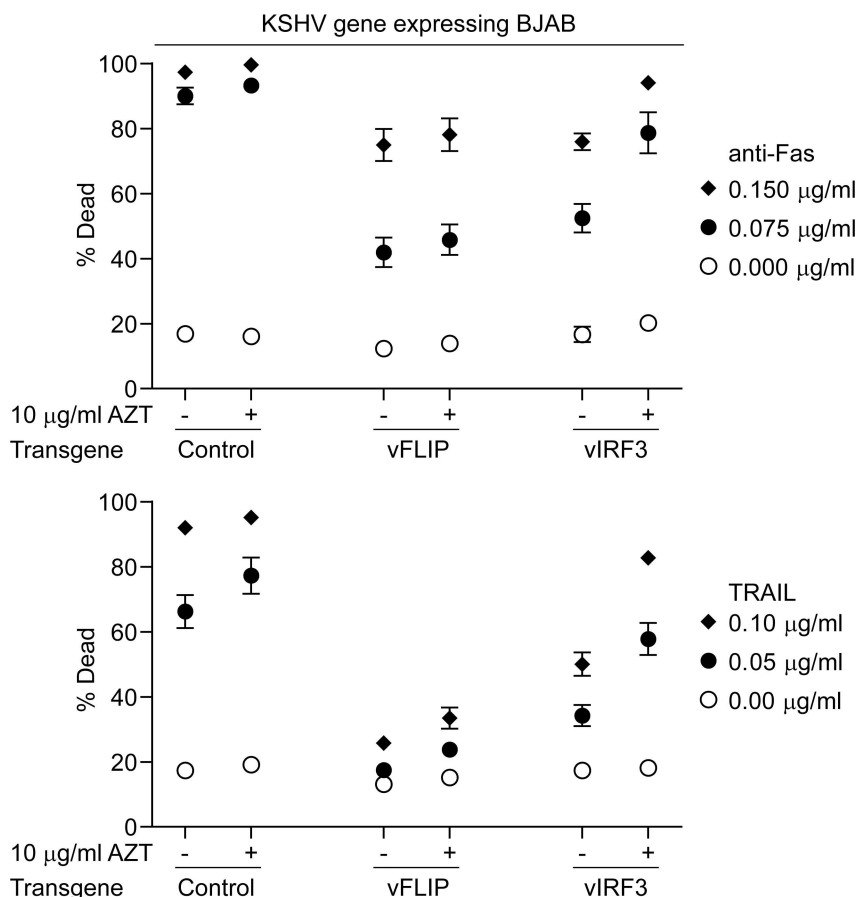 KSHV gene expressing BJAB
100
80
60
40
20
0
% Dead
anti-Fas
0.150 μg/ml
0.075 μg/ml
0.000 μg/ml
10 μg/ml AZT - + - + - +
Transgene Control vFLIP vIRF3
100
80
60
40
20
0
% Dead
TRAIL
0.10 μg/ml
0.05 μg/ml
0.00 μg/ml
10 μg/ml AZT - + - + - +
Transgene Control vFLIP vIRF3